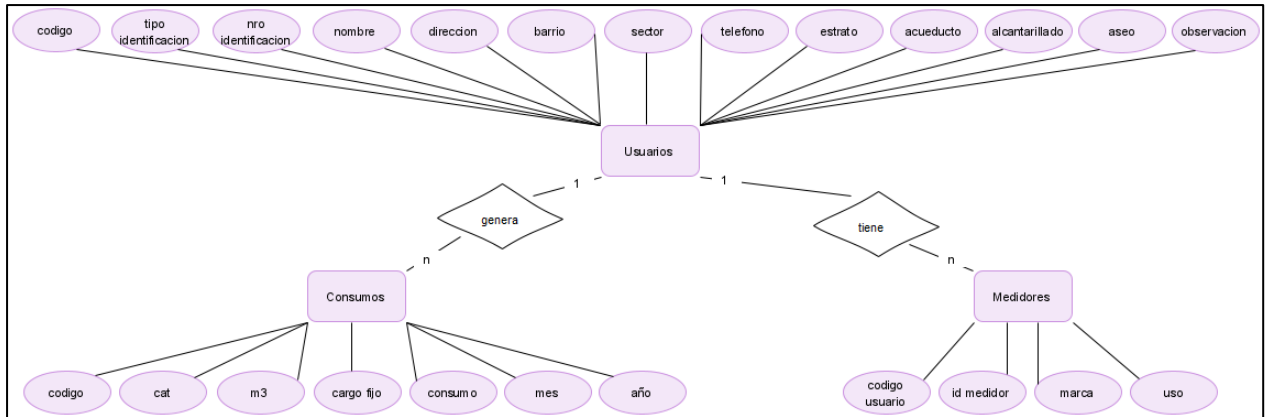 codigo
tipo
identificacion
nro
identificacion
nombre
direccion
barrio
sector
telefono
estrato
acueducto
alcantarillado
aseo
observacion
Usuarios
1
1
genera
tiene
n
n
Consumos
Medidores
codigo
cat
m3
cargo fijo
consumo
mes
año
codigo
usuario
id medidor
marca
uso